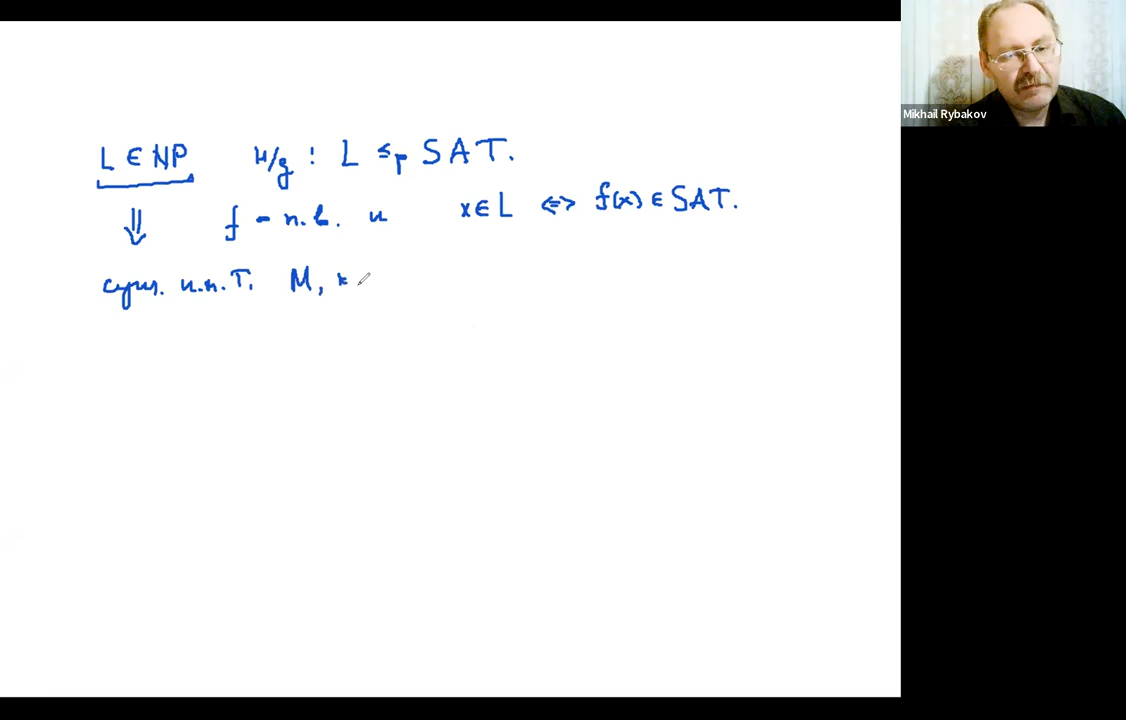 L ∈ NP н/д: L ≤p SAT.
⇓ f - п.в. и x ∈ L ⇔ f(x) ∈ SAT.
сущ. н.м.Т. M, к
Mikhail Rybakov